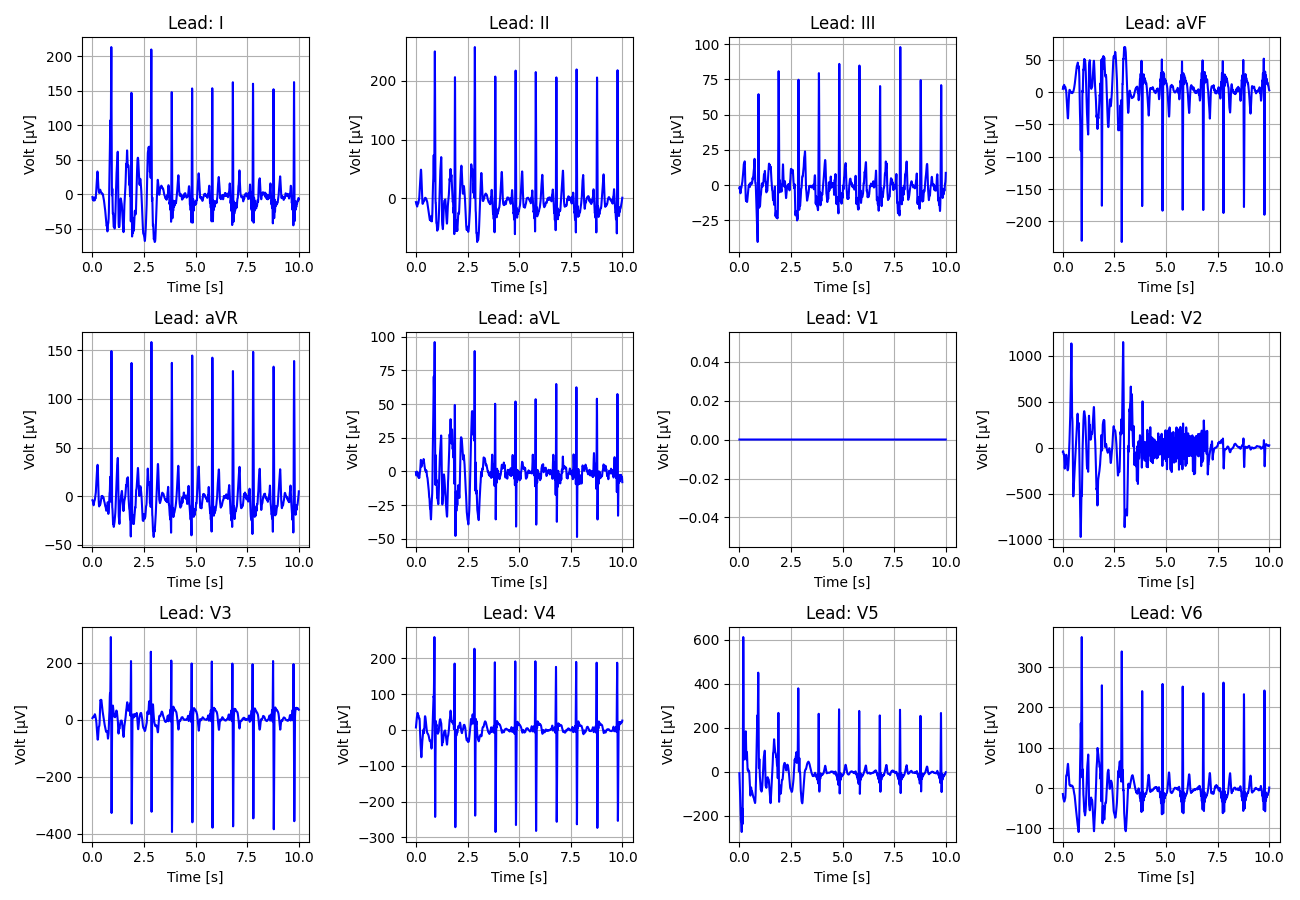 Lead: I
Lead: II
Lead: III
Lead: aVF
Volt [µV]
200
150
100
50
0
−50
0.0 2.5 5.0 7.5 10.0
Time [s]
Volt [µV]
200
100
0
0.0 2.5 5.0 7.5 10.0
Time [s]
Volt [µV]
100
75
50
25
0
−25
0.0 2.5 5.0 7.5 10.0
Time [s]
Volt [µV]
50
0
−50
−100
−150
−200
0.0 2.5 5.0 7.5 10.0
Time [s]
Lead: aVR
Lead: aVL
Lead: V1
Lead: V2
Volt [µV]
150
100
50
0
−50
0.0 2.5 5.0 7.5 10.0
Time [s]
Volt [µV]
100
75
50
25
0
−25
−50
0.0 2.5 5.0 7.5 10.0
Time [s]
Volt [µV]
0.04
0.02
0.00
−0.02
−0.04
0.0 2.5 5.0 7.5 10.0
Time [s]
Volt [µV]
1000
500
0
−500
−1000
0.0 2.5 5.0 7.5 10.0
Time [s]
Lead: V3
Lead: V4
Lead: V5
Lead: V6
Volt [µV]
200
0
−200
−400
0.0 2.5 5.0 7.5 10.0
Time [s]
Volt [µV]
200
100
0
−100
−200
−300
0.0 2.5 5.0 7.5 10.0
Time [s]
Volt [µV]
600
400
200
0
−200
0.0 2.5 5.0 7.5 10.0
Time [s]
Volt [µV]
300
200
100
0
−100
0.0 2.5 5.0 7.5 10.0
Time [s]